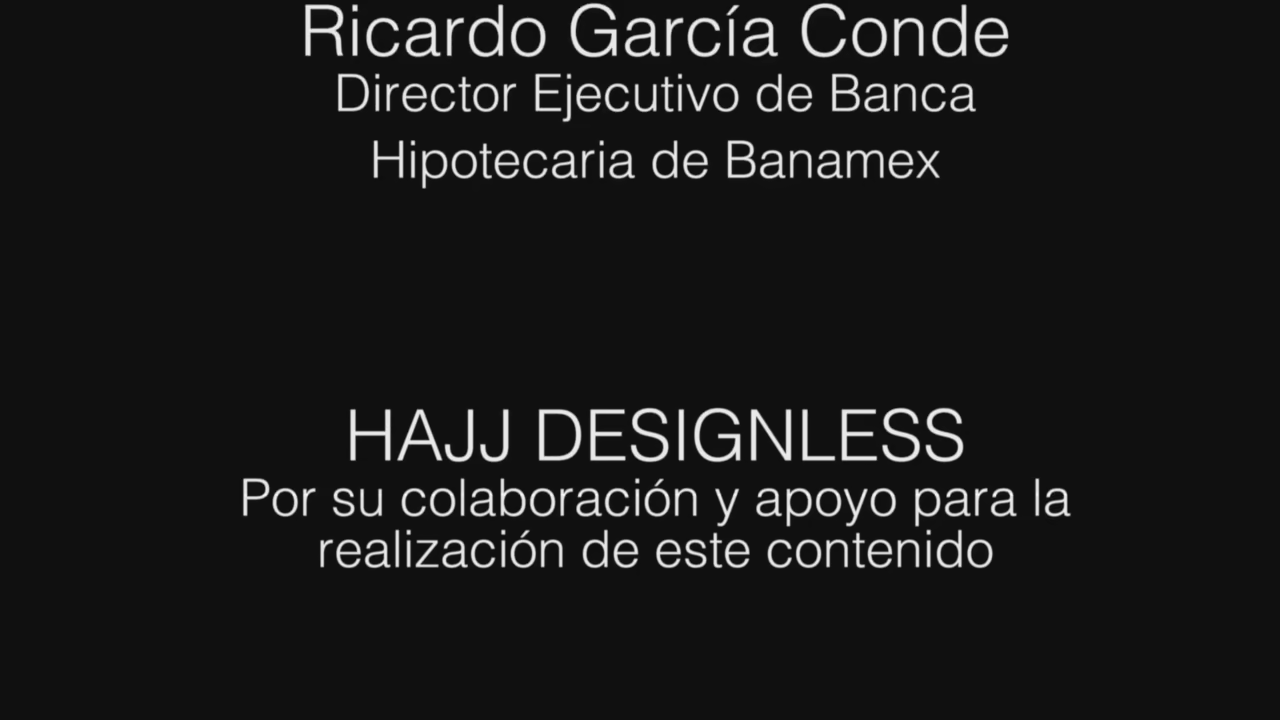 Ricardo García Conde
Director Ejecutivo de Banca
Hipotecaria de Banamex
HAJJ DESIGNLESS
Por su colaboración y apoyo para la
realización de este contenido